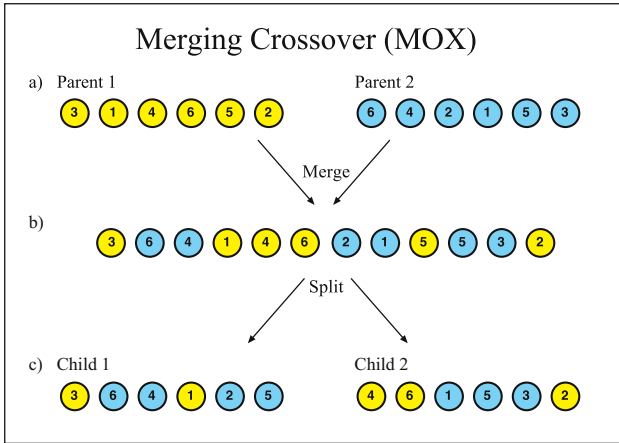 Merging Crossover (MOX)
a) Parent 1 Parent 2
3 1 4 6 5 2 6 4 2 1 5 3
Merge
b)
3 6 4 1 4 6 2 1 5 5 3 2
Split
c) Child 1 Child 2
3 6 4 1 2 5 4 6 1 5 3 2